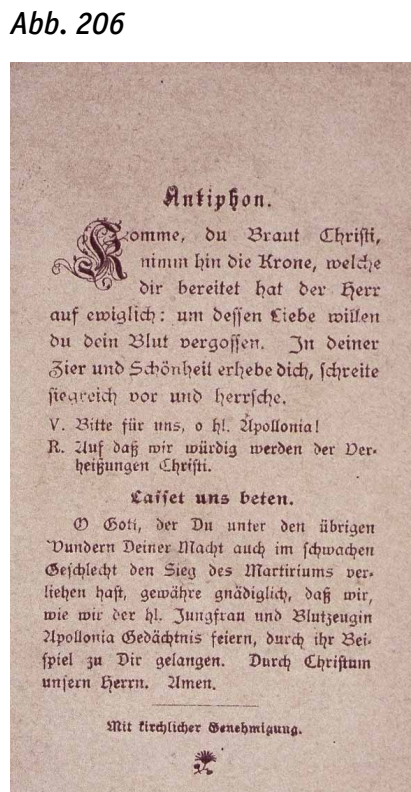 Abb. 206
Antiphon.
Komme, du Braut Christi,
nimm hin die Krone, welche
dir bereitet hat der Herr
auf ewiglich: um dessen Liebe willen
du dein Blut vergossen. In deiner
Zier und Schönheit erhebe dich, schreite
siegreich vor und herrsche.
V. Bitte für uns, o hl. Apollonia!
R. Auf daß wir würdig werden der Ver-
heißungen Christi.
Lasset uns beten.
O Gott, der Du unter den übrigen
Wundern Deiner Macht auch im schwachen
Geschlecht den Sieg des Martiriums ver-
liehen hast, gewähre gnädiglich, daß wir,
wie wir der hl. Jungfrau und Blutzeugin
Apollonia Gedächtnis feiern, durch ihr Bei-
spiel zu Dir gelangen. Durch Christum
unsern Herrn. Amen.
Mit kirchlicher Genehmigung.